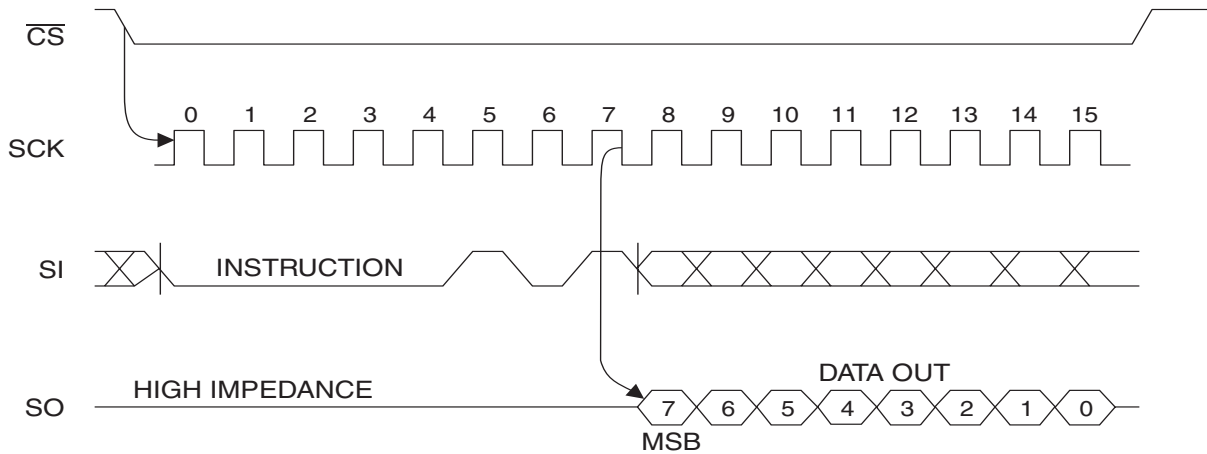 CS
0 1 2 3 4 5 6 7 8 9 10 11 12 13 14 15
SCK
SI INSTRUCTION
HIGH IMPEDANCE DATA OUT
SO 7 6 5 4 3 2 1 0
MSB